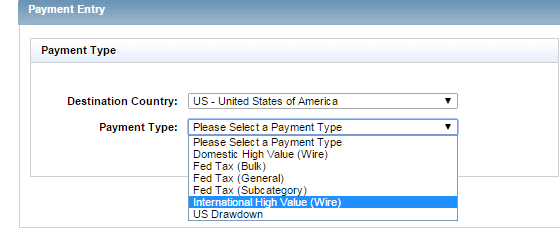 Payment Entry
Payment Type
Destination Country: US - United States of America
Payment Type: Please Select a Payment Type
Please Select a Payment Type
Domestic High Value (Wire)
Fed Tax (Bulk)
Fed Tax (General)
Fed Tax (Subcategory)
International High Value (Wire)
US Drawdown